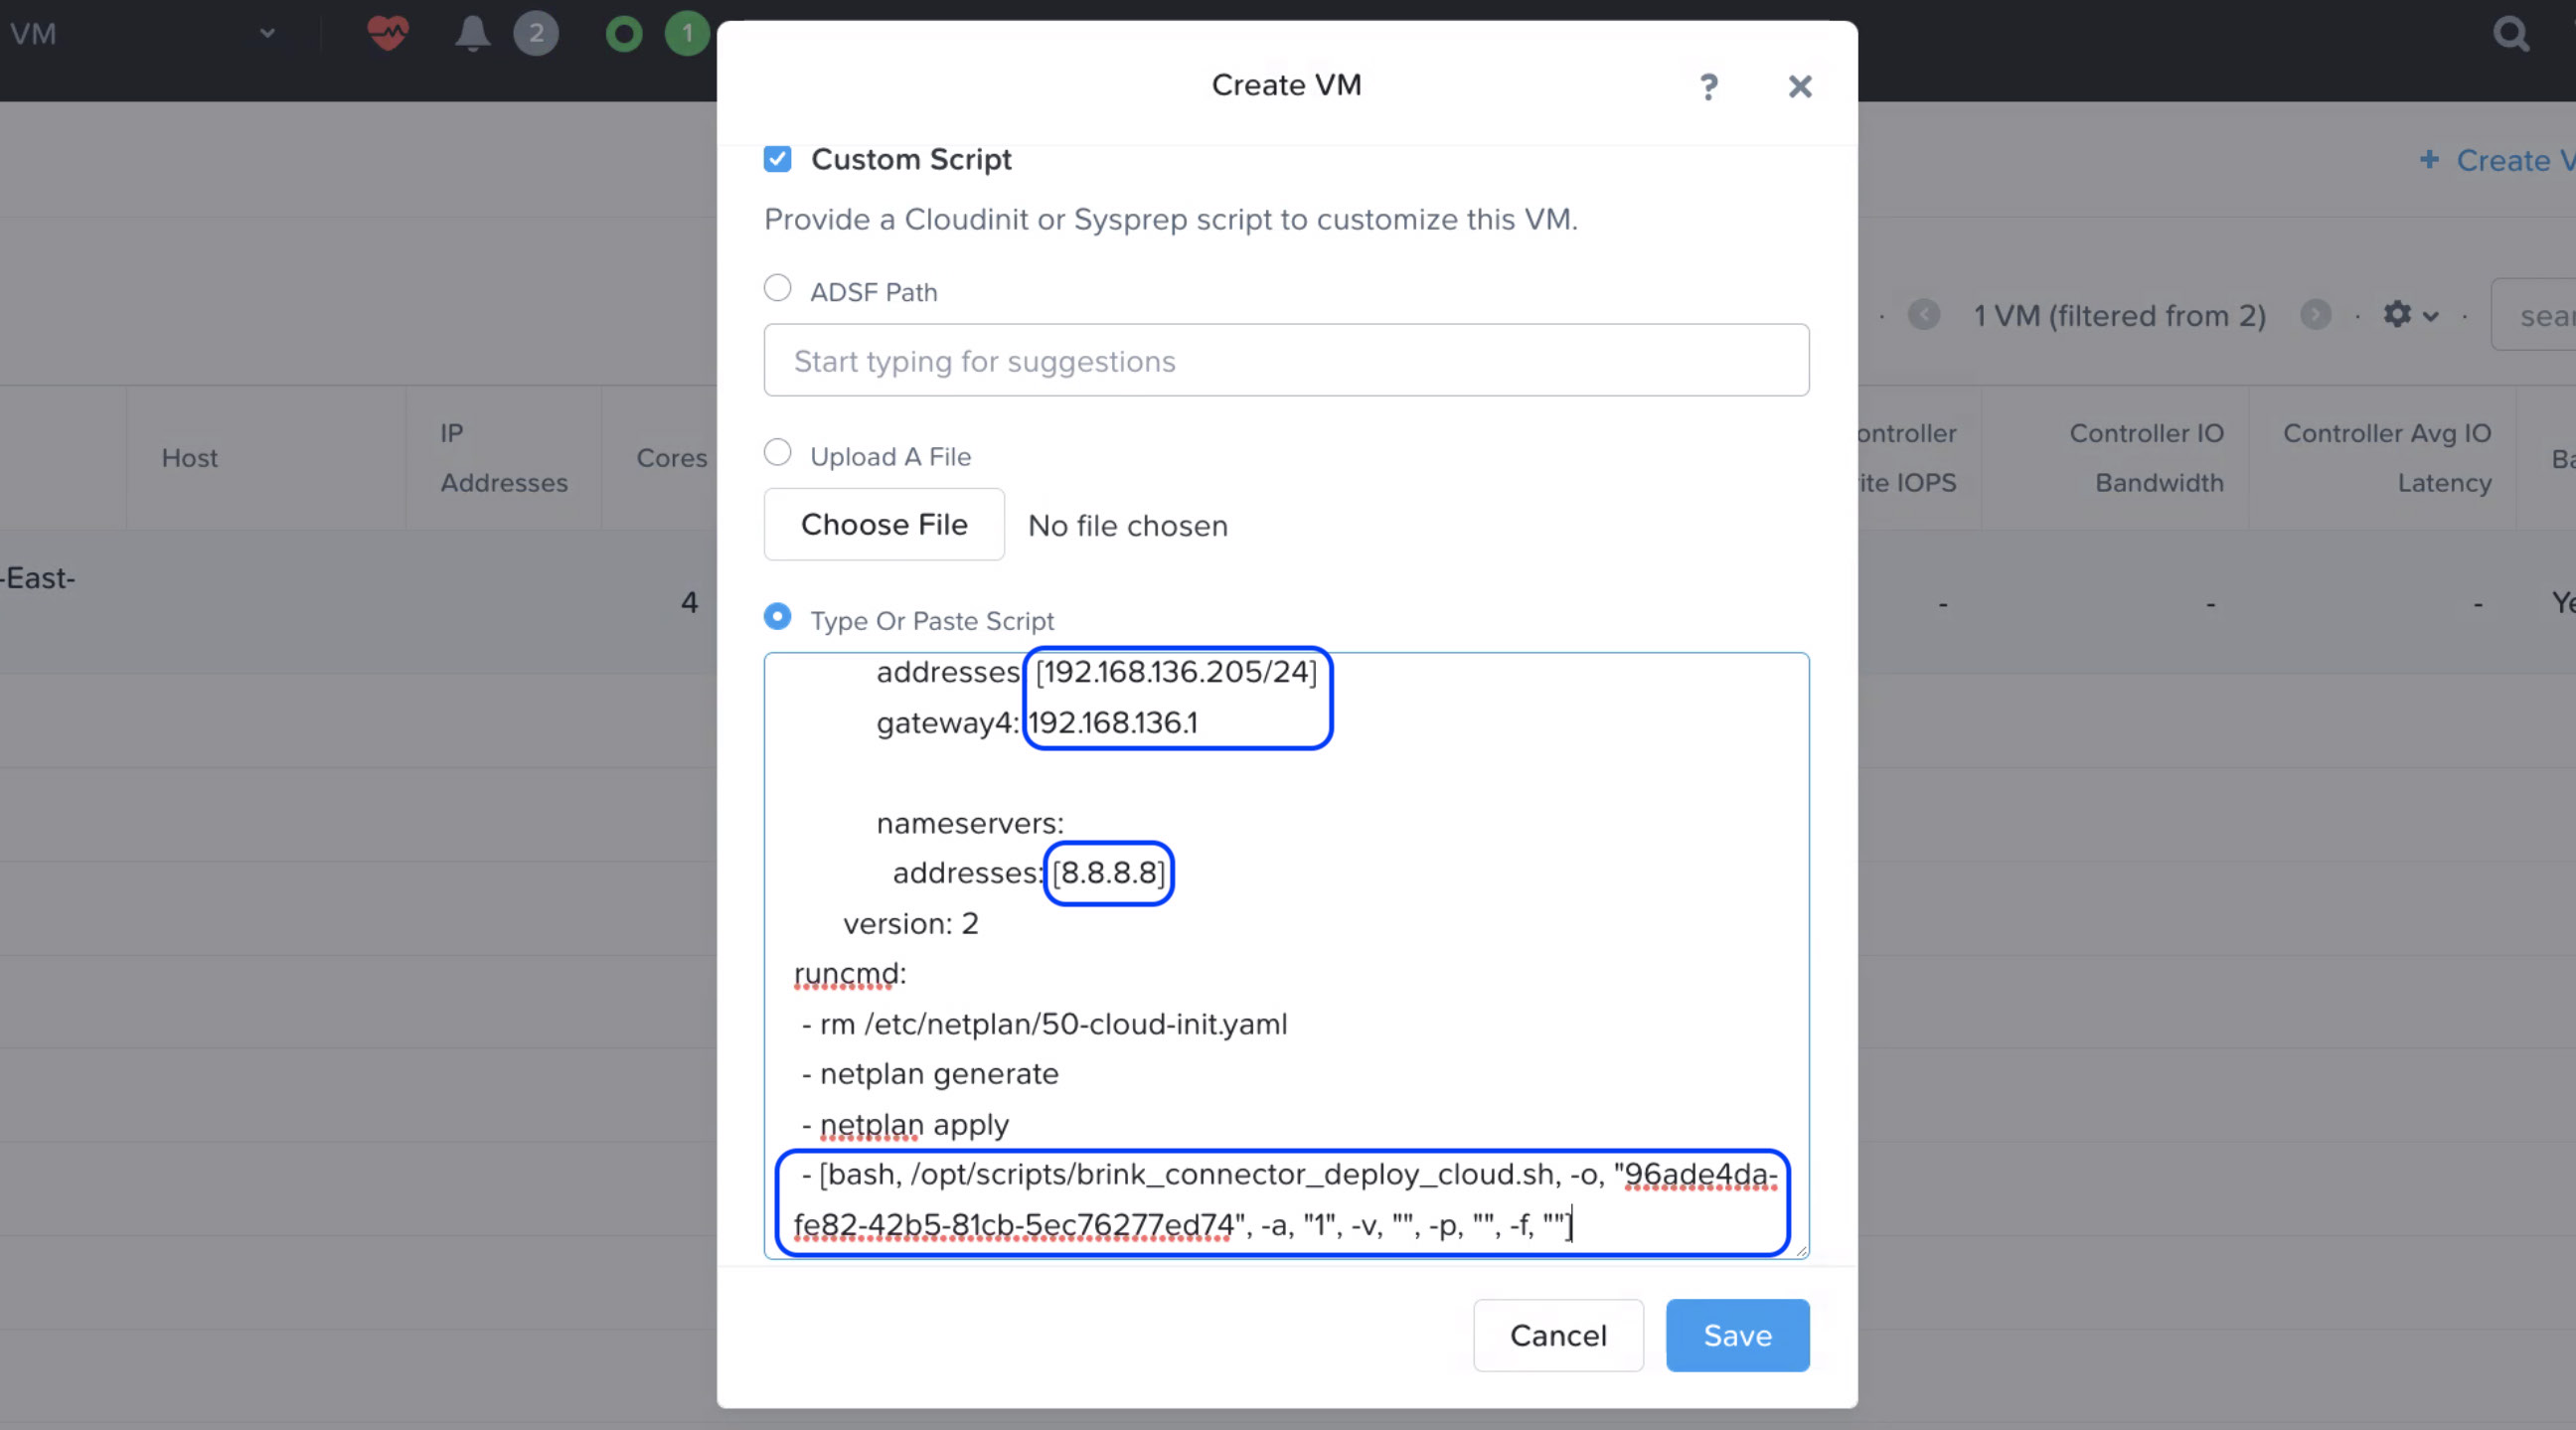 VM
2
1
Create VM
?
Custom Script
Provide a Cloudinit or Sysprep script to customize this VM.
ADSF Path
Start typing for suggestions
Upload A File
Choose File
No file chosen
Type Or Paste Script
addresses: [192.168.136.205/24]
gateway4: 192.168.136.1
nameservers:
addresses: [8.8.8.8]
version: 2
runcmd:
- rm /etc/netplan/50-cloud-init.yaml
- netplan generate
- netplan apply
- [bash, /opt/scripts/brink_connector_deploy_cloud.sh, -o, "96ade4da-
fe82-42b5-81cb-5ec76277ed74", -a, "1", -v, "", -p, "", -f, ""]
Cancel
Save
+ Create V
1 VM (filtered from 2)
sear
Host
IP
Addresses
Cores
ontroller
ite IOPS
Controller IO
Bandwidth
Controller Avg IO
Latency
Ba
-East-
4
-
-
-
Ye